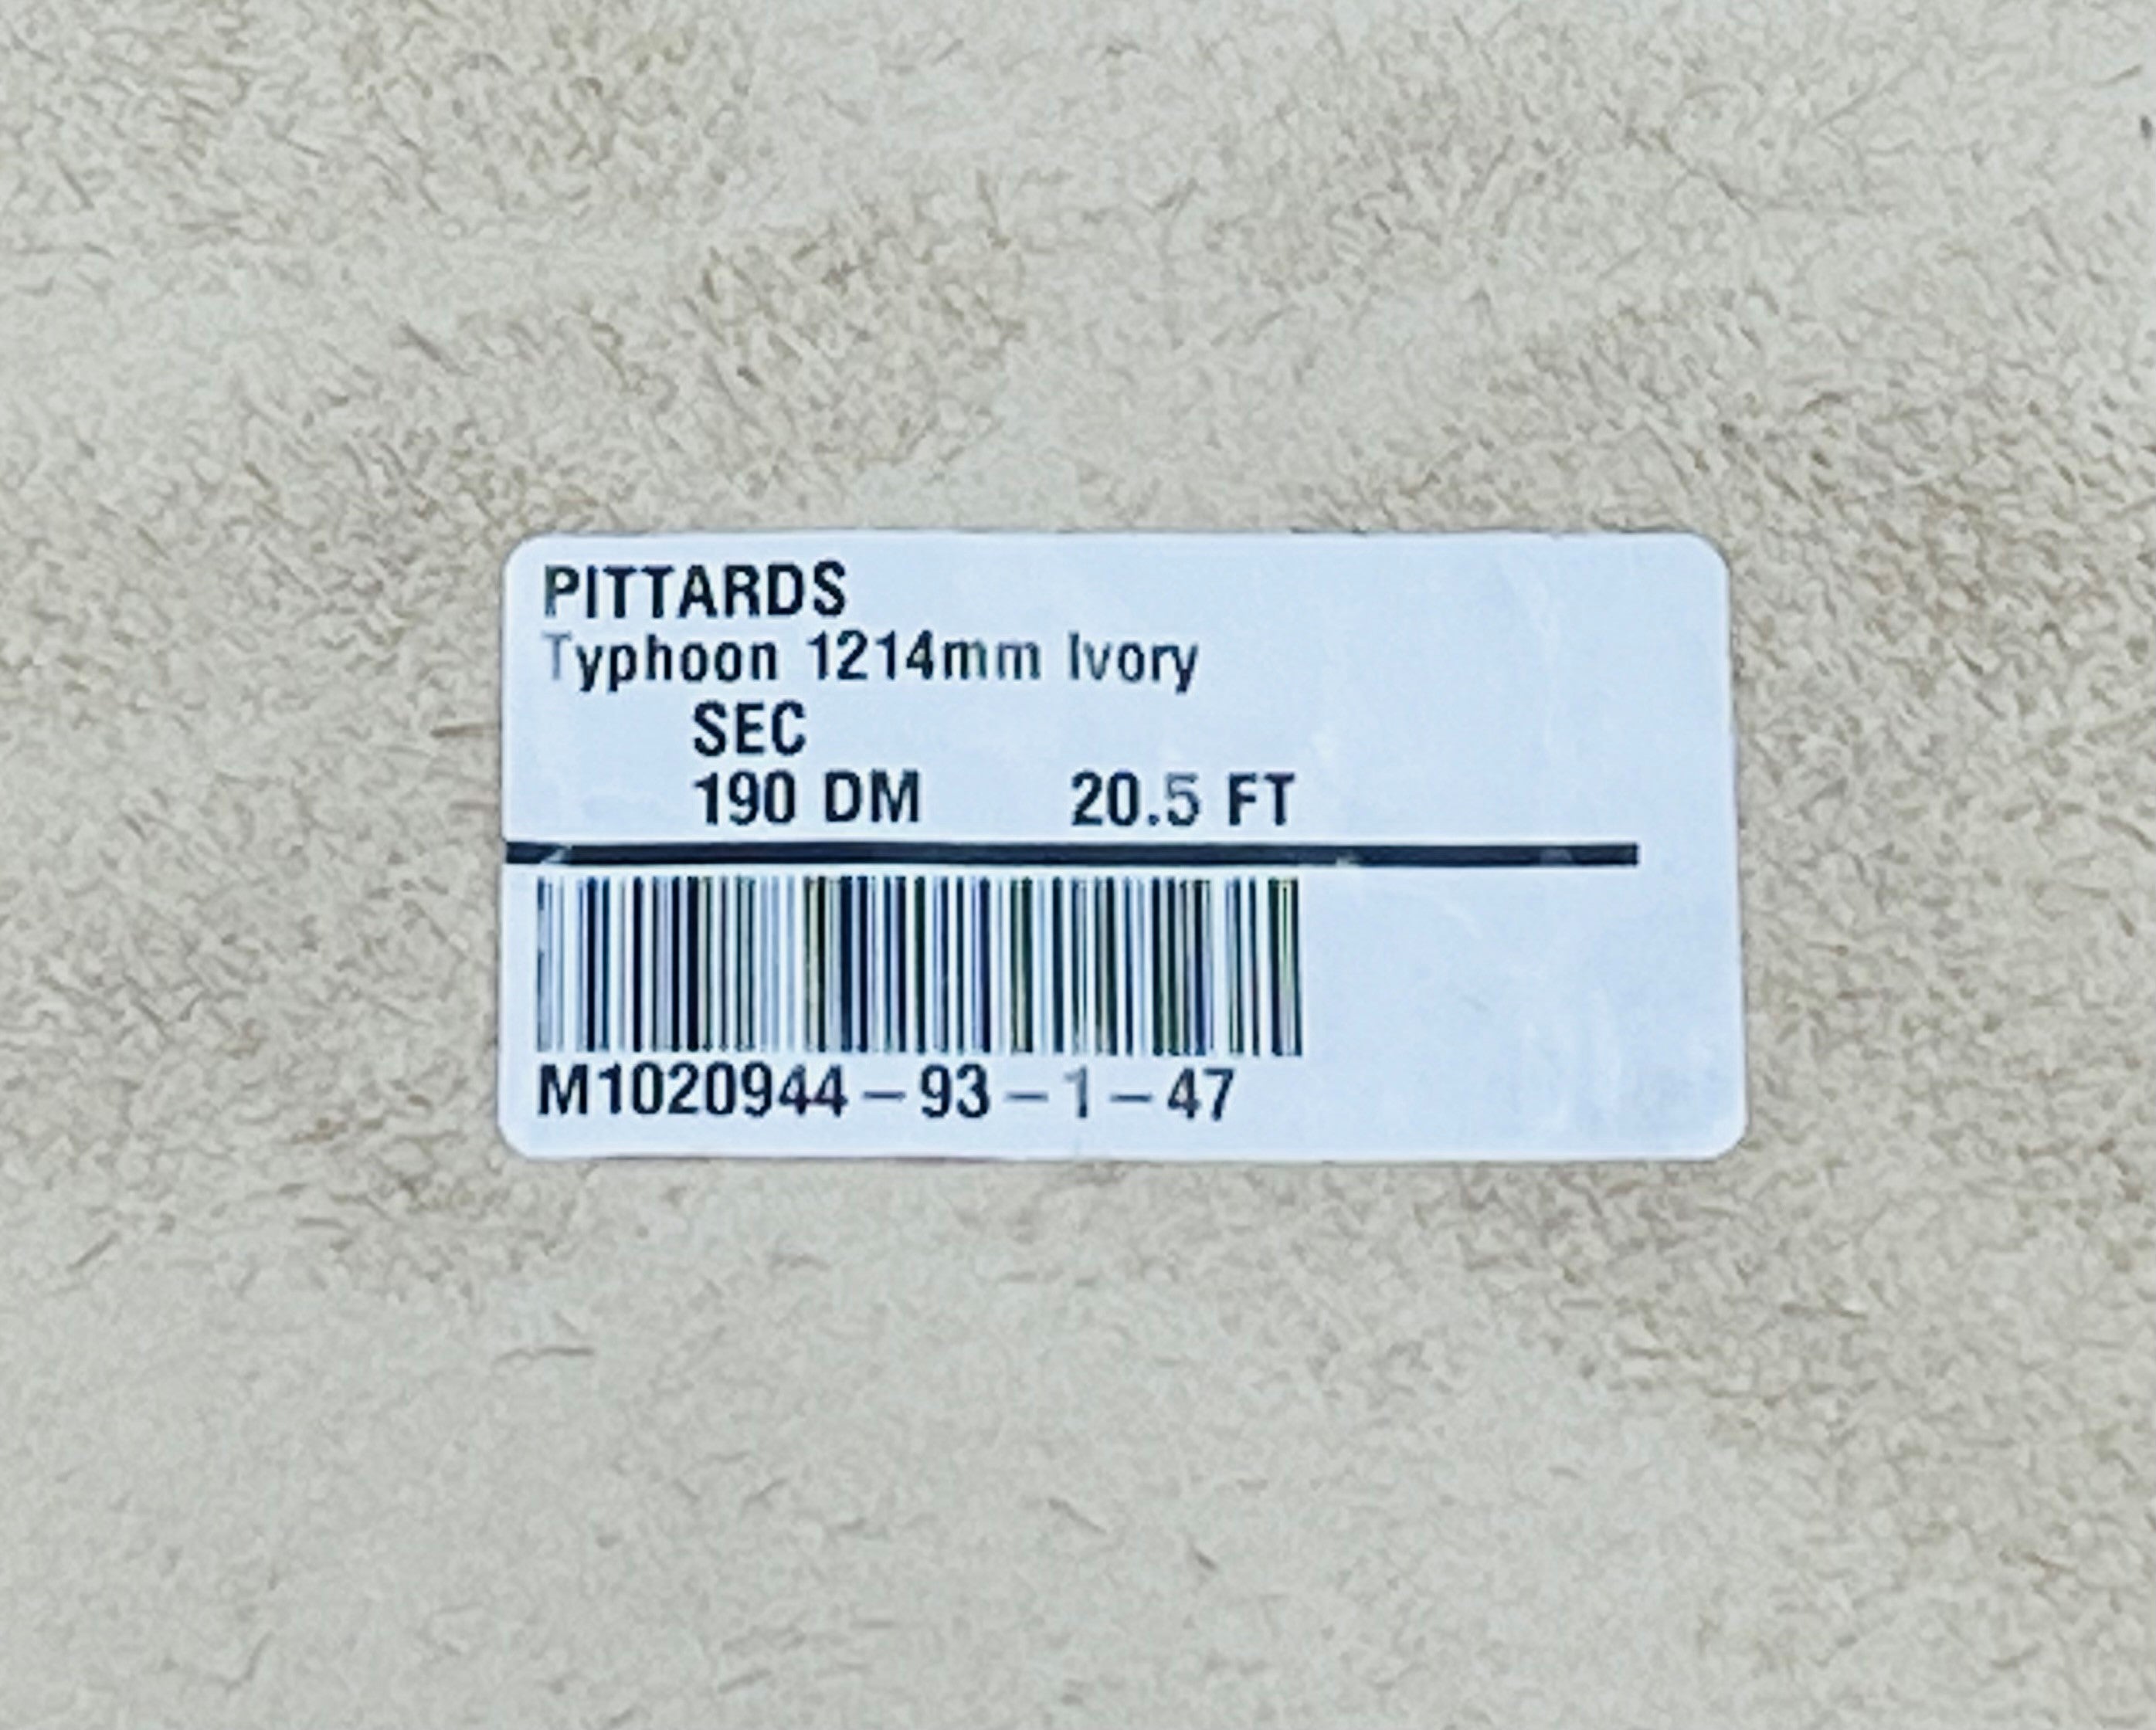 PITTARDS
Typhoon 1214mm Ivory
SEC
190 DM 20.5 FT
M1020944-93-1-47